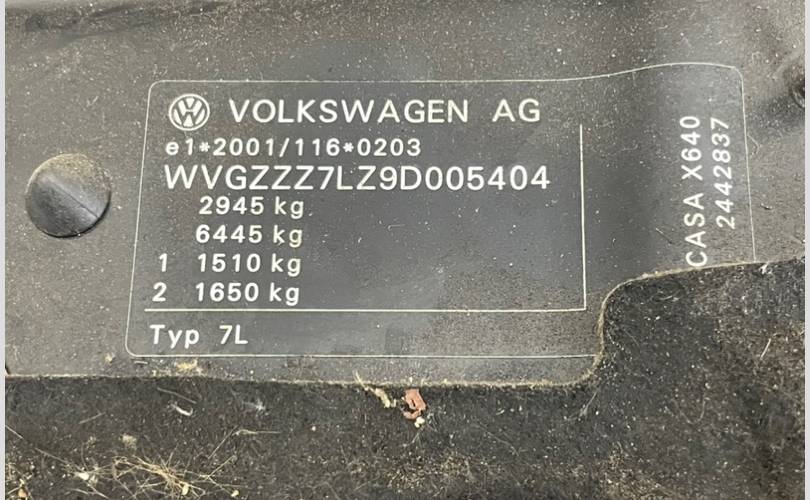 VOLKSWAGEN AG
e1*2001/116*0203
WVGZZZ7LZ9D005404
2945 kg
6445 kg
1 1510 kg
2 1650 kg
Typ 7L
CASA X640
2442837